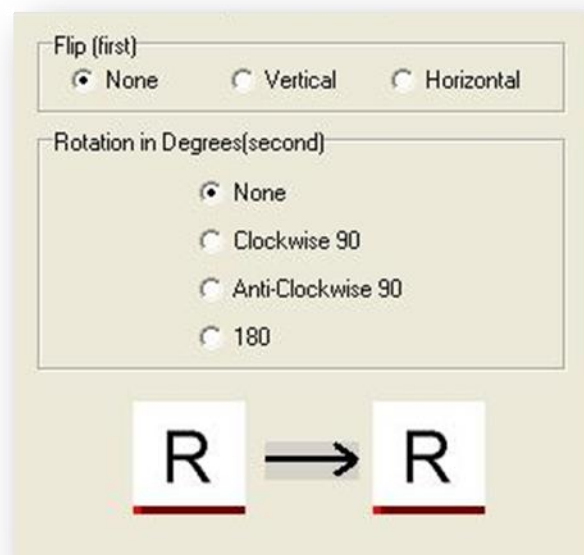 Flip (first)
None Vertical Horizontal
Rotation in Degrees(second)
None
Clockwise 90
Anti-Clockwise 90
180
R R